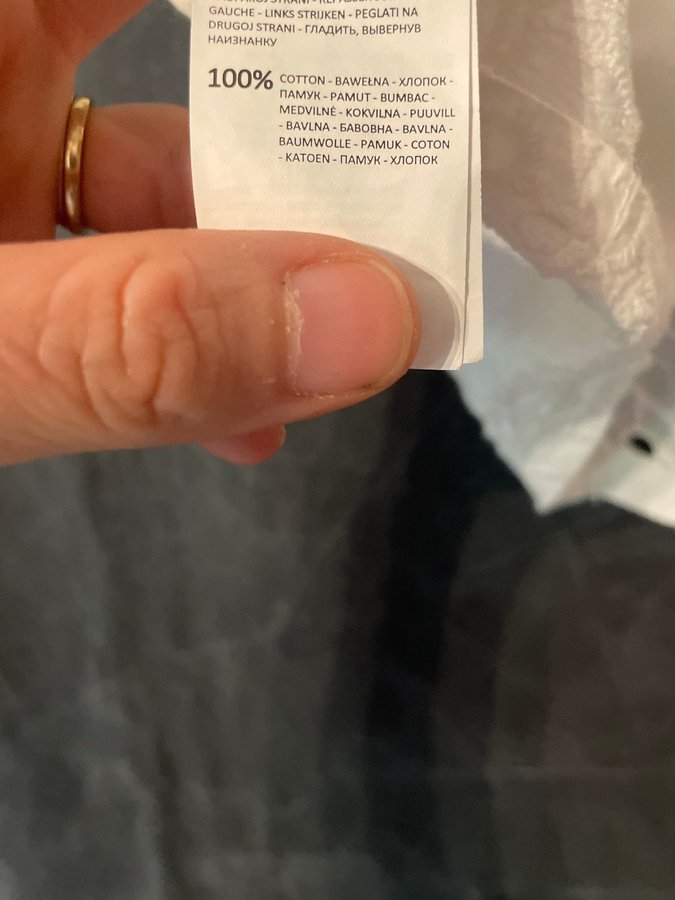 GAUCHE - LINKS STRIJKEN - PEGLATI NA
DRUGOJ STRANI - ГЛАДИТЬ, ВЫВЕРНУВ
НАИЗНАНКУ
100% COTTON - BAWEŁNA - ХЛОПОК -
ПАМУК - PAMUT - BUMBAC -
MEDVILNĖ - KOKVILNA - PUUVILL
- BAVLNA - БАВОВНА - BAVLNA -
BAUMWOLLE - PAMUK - COTON
- KATOEN - ПАМУК - ХЛОПОК